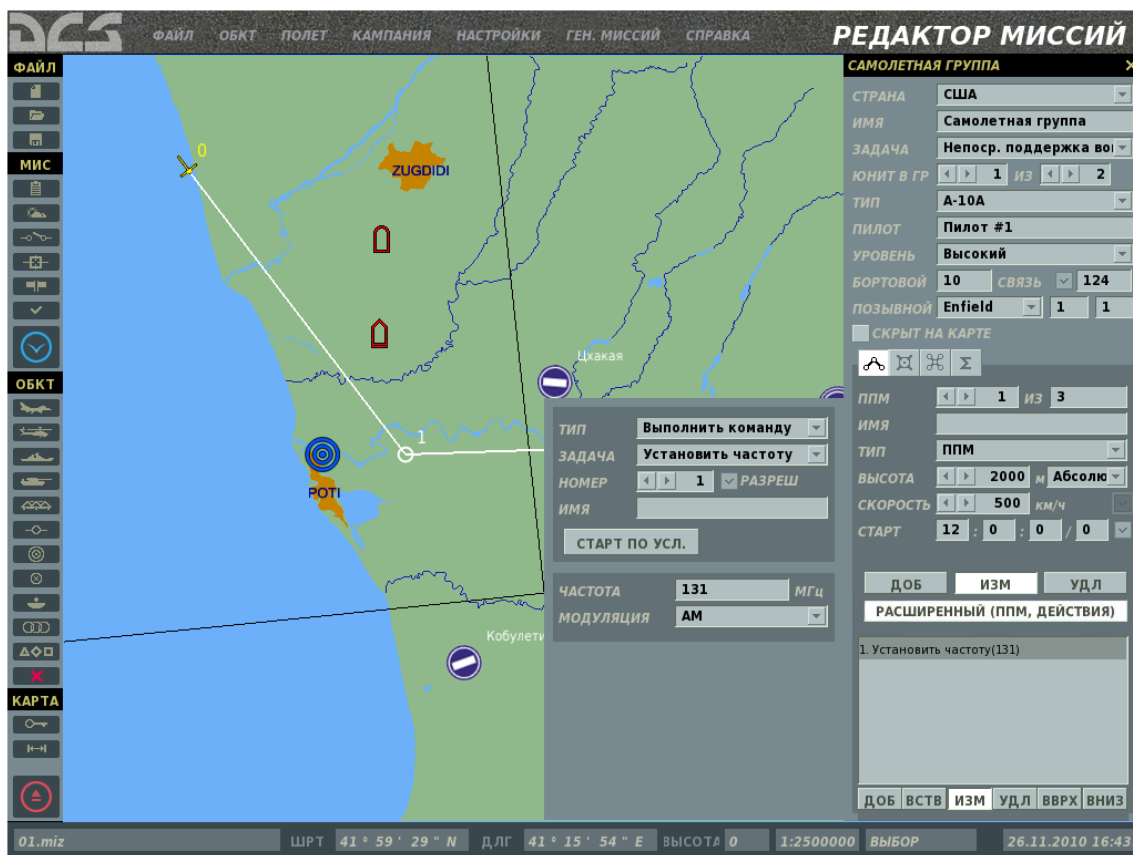 DCS
ФАЙЛ ОБКТ ПОЛЕТ КАМПАНИЯ НАСТРОЙКИ ГЕН. МИССИЙ СПРАВКА
РЕДАКТОР МИССИЙ
ФАЙЛ
МИС
ОБКТ
КАРТА
0
ZUGDIDI
Цхакая
1
POTI
Кобулети
ТИП Выполнить команду
ЗАДАЧА Установить частоту
НОМЕР 1 РАЗРЕШ
ИМЯ
СТАРТ ПО УСЛ.
ЧАСТОТА 131 МГц
МОДУЛЯЦИЯ AM
САМОЛЕТНАЯ ГРУППА ×
СТРАНА США
ИМЯ Самолетная группа
ЗАДАЧА Непоср. поддержка
ЮНИТ В ГР 1 ИЗ 2
ТИП A-10A
ПИЛОТ Пилот #1
УРОВЕНЬ Высокий
БОРТОВОЙ 10 СВЯЗЬ 124
ПОЗЫВНОЙ Enfield 1 1
СКРЫТ НА КАРТЕ
Σ
ППМ 1 ИЗ 3
ИМЯ
ТИП ППМ
ВЫСОТА 2000 м Абсолю
СКОРОСТЬ 500 км/ч
СТАРТ 12 : 0 : 0 / 0
ДОБ ИЗМ УДЛ
РАСШИРЕННЫЙ (ППМ, ДЕЙСТВИЯ)
1. Установить частоту(131)
ДОБ ВСТВ ИЗМ УДЛ ВВРХ ВНИЗ
01.miz ШРТ 41 ° 59 ' 29 " N ДЛГ 41 ° 15 ' 54 " E ВЫСОТА 0 1:2500000 ВЫБОР 26.11.2010 16:43